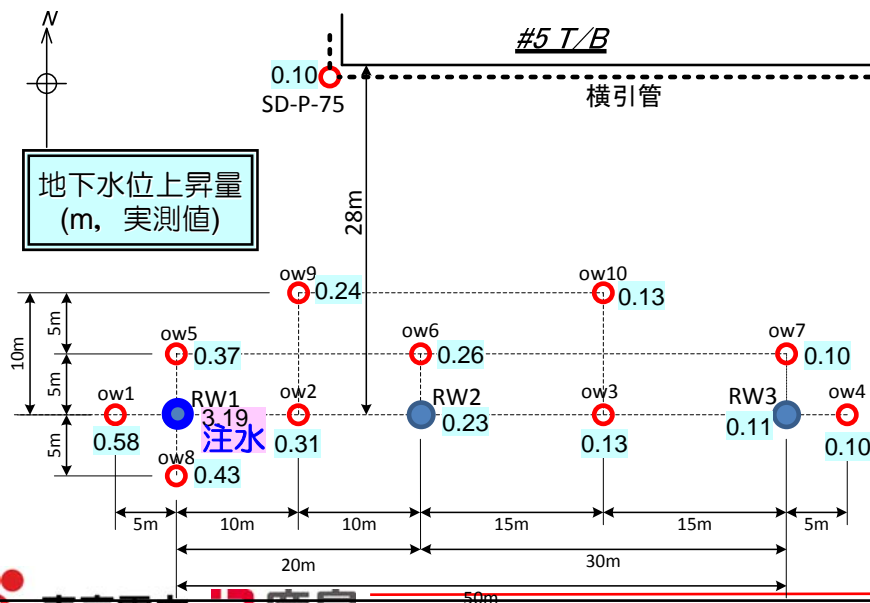 N
#5 T/B
0.10
SD-P-75
横引管
地下水位上昇量
(m, 実測値)
28m
ow9
0.24
ow10
0.13
10m
5m
5m
5m
ow5
0.37
ow6
0.26
ow7
0.10
ow1
0.58
RW1
3.19
注水
ow2
0.31
RW2
0.23
ow3
0.13
RW3
0.11
ow4
0.10
ow8
0.43
5m
10m
10m
15m
15m
5m
20m
30m
50m